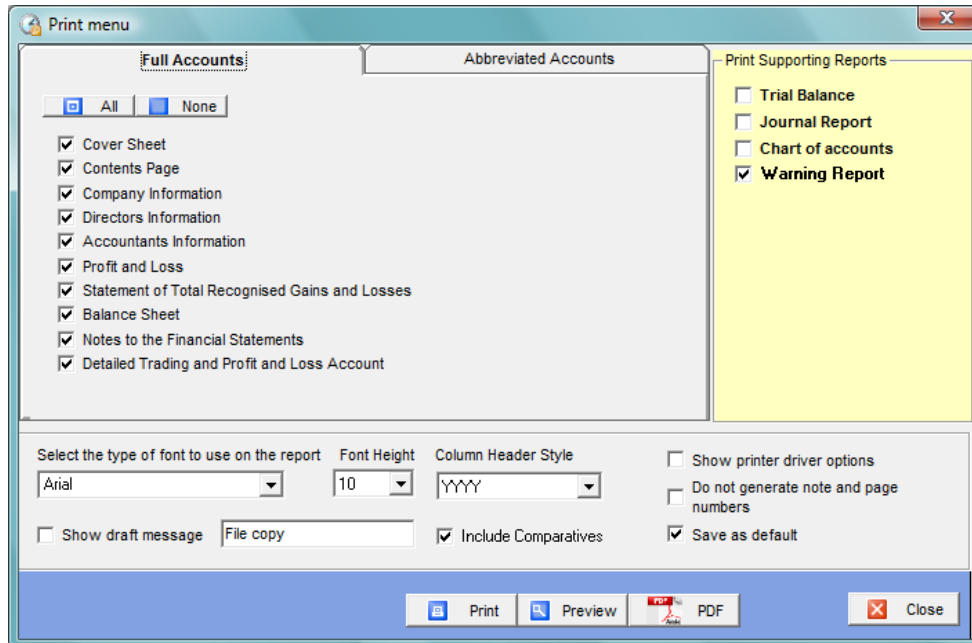 Print menu
Full Accounts
Abbreviated Accounts
Print Supporting Reports
All
None
Trial Balance
Journal Report
Chart of accounts
Warning Report
Cover Sheet
Contents Page
Company Information
Directors Information
Accountants Information
Profit and Loss
Statement of Total Recognised Gains and Losses
Balance Sheet
Notes to the Financial Statements
Detailed Trading and Profit and Loss Account
Select the type of font to use on the report
Font Height
Column Header Style
Arial
10
YYYY
Show printer driver options
Do not generate note and page
numbers
Show draft message
File copy
Include Comparatives
Save as default
Print
Preview
PDF
PDF
Close